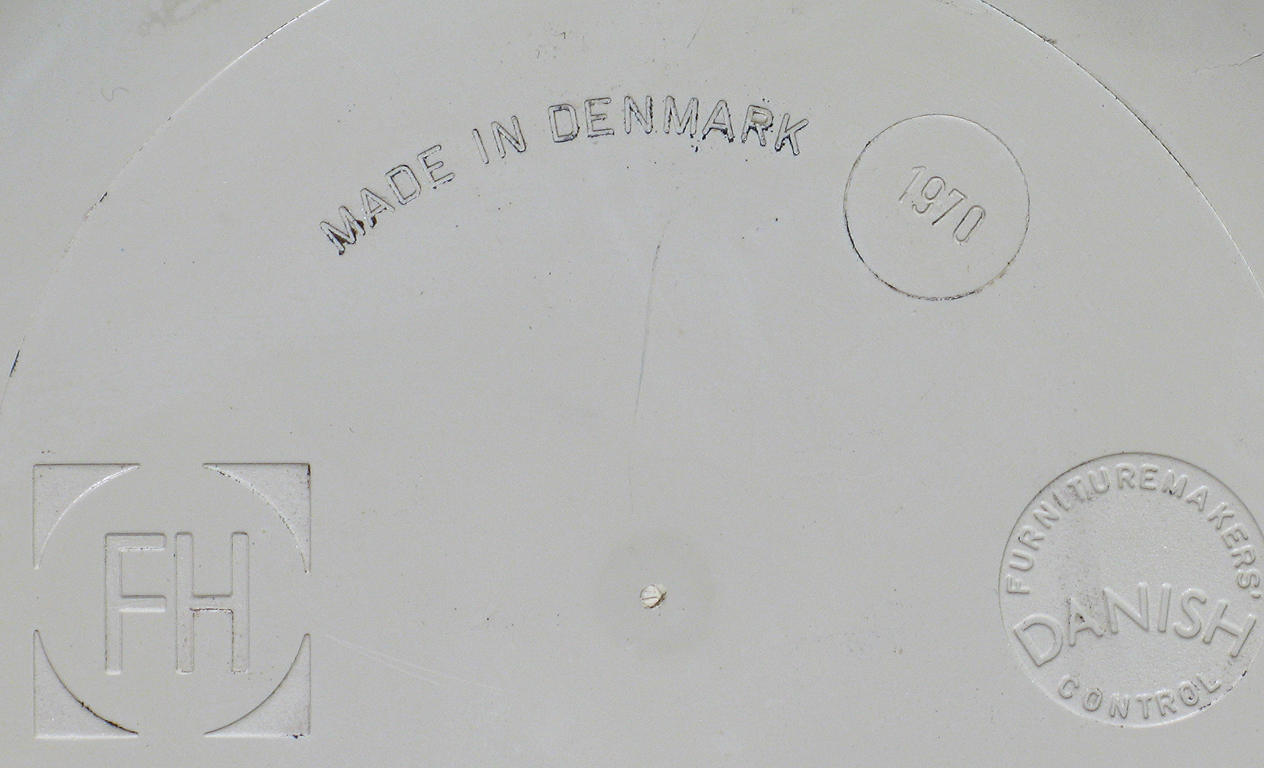 MADE IN DENMARK
1970
FH
FURNITUREMAKERS'
DANISH
CONTROL